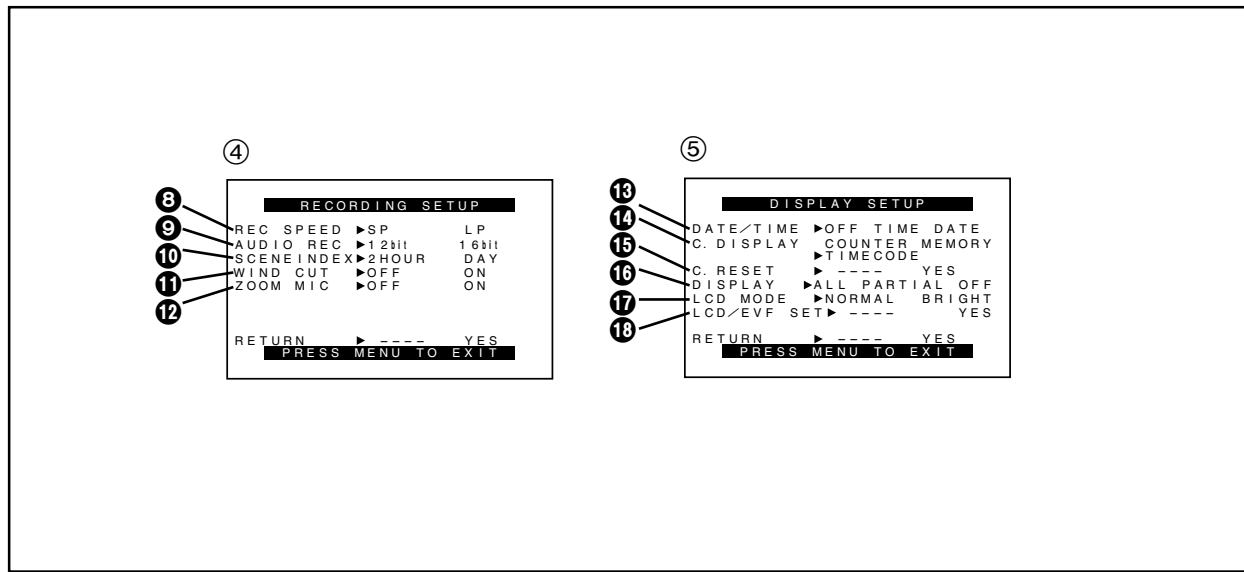 ④
RECORDING SETUP
❽ REC SPEED ▶SP LP
❾ AUDIO REC ▶12bit 16bit
❿ SCENEINDEX▶2HOUR DAY
⓫ WIND CUT ▶OFF ON
⓬ ZOOM MIC ▶OFF ON
RETURN ▶ ---- YES
PRESS MENU TO EXIT
⑤
DISPLAY SETUP
⓭ DATE/TIME ▶OFF TIME DATE
⓮ C. DISPLAY COUNTER MEMORY
▶TIMECODE
⓯ C. RESET ▶ ---- YES
⓰ DISPLAY ▶ALL PARTIAL OFF
⓱ LCD MODE ▶NORMAL BRIGHT
⓲ LCD/EVF SET▶ ---- YES
RETURN ▶ ---- YES
PRESS MENU TO EXIT